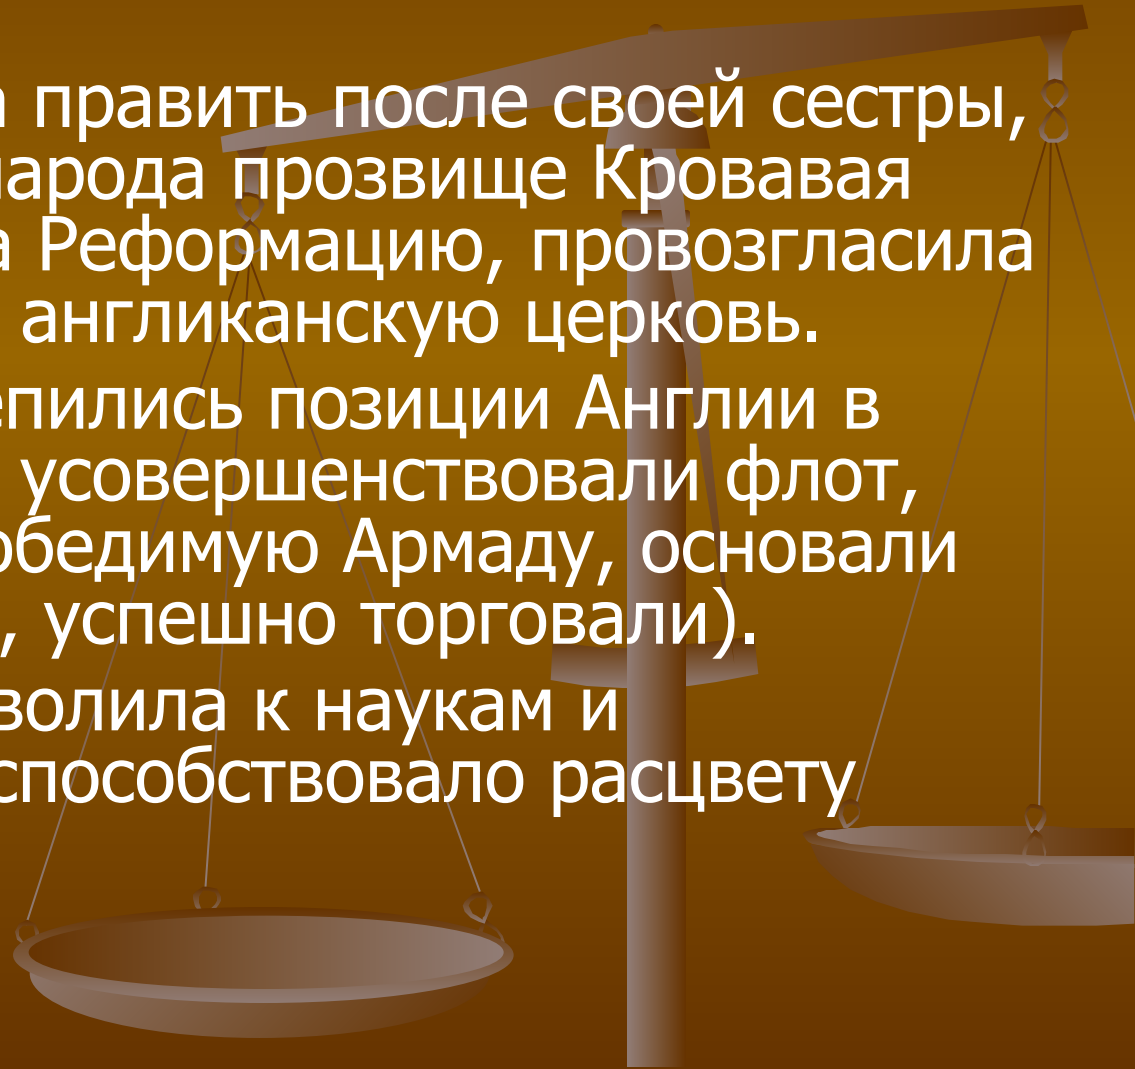 а править после своей сестры,
народа прозвище Кровавая
а Реформацию, провозгласила
англиканскую церковь.
епились позиции Англии в
усовершенствовали флот,
обедимую Армаду, основали
, успешно торговали).
волила к наукам и
способствовало расцвету